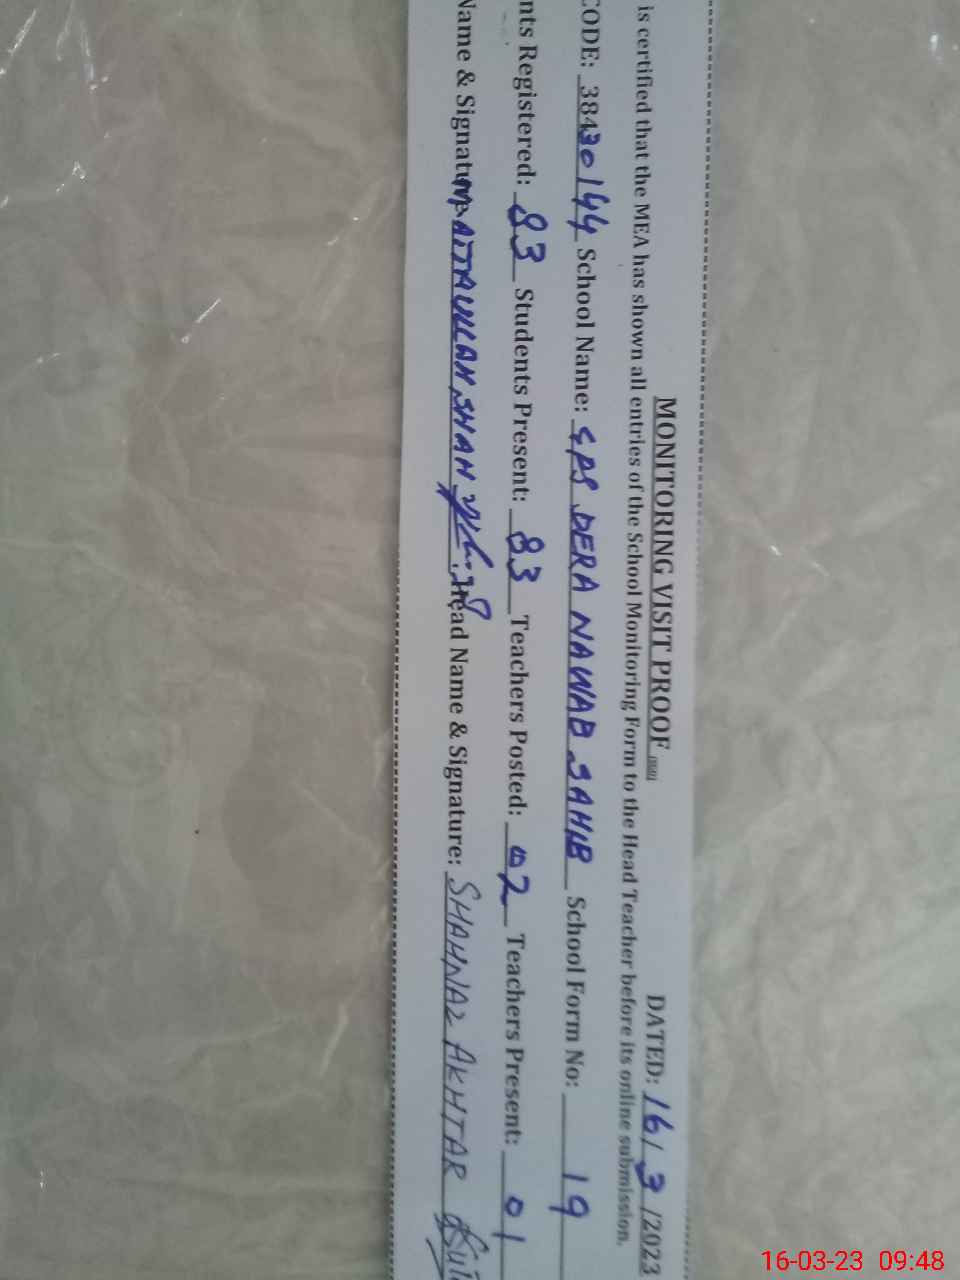 MONITORING VISIT PROOF DATED: 16/3/2023
is certified that the MEA has shown all entries of the School Monitoring Form to the Head Teacher before its online submission.
CODE: 38430144 School Name: GPS DERA NAWAB SAHIB School Form No: 19
nts Registered: 83 Students Present: 83 Teachers Posted: 02 Teachers Present: 01
Name & Signature MATTAULLAH SHAH Head Name & Signature: SHAHNAZ AKHTAR
16-03-23 09:48